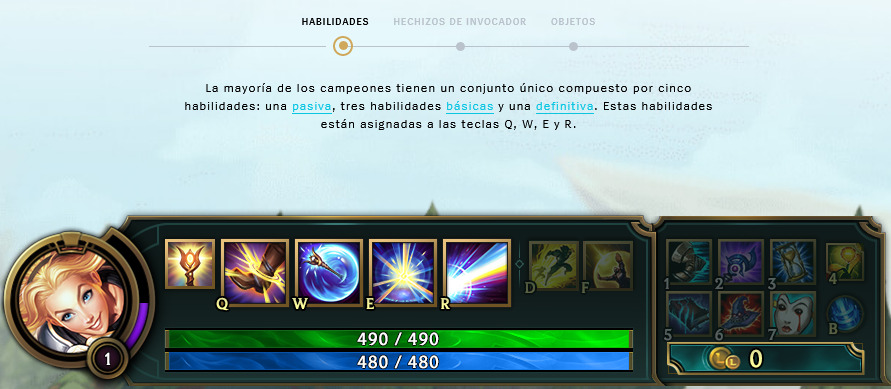 HABILIDADES HECHIZOS DE INVOCADOR OBJETOS
La mayoría de los campeones tienen un conjunto único compuesto por cinco
habilidades: una pasiva, tres habilidades básicas y una definitiva. Estas habilidades
están asignadas a las teclas Q, W, E y R.
Q W E R D F
1 2 3 4
5 6 7 B
490 / 490
480 / 480
1
0